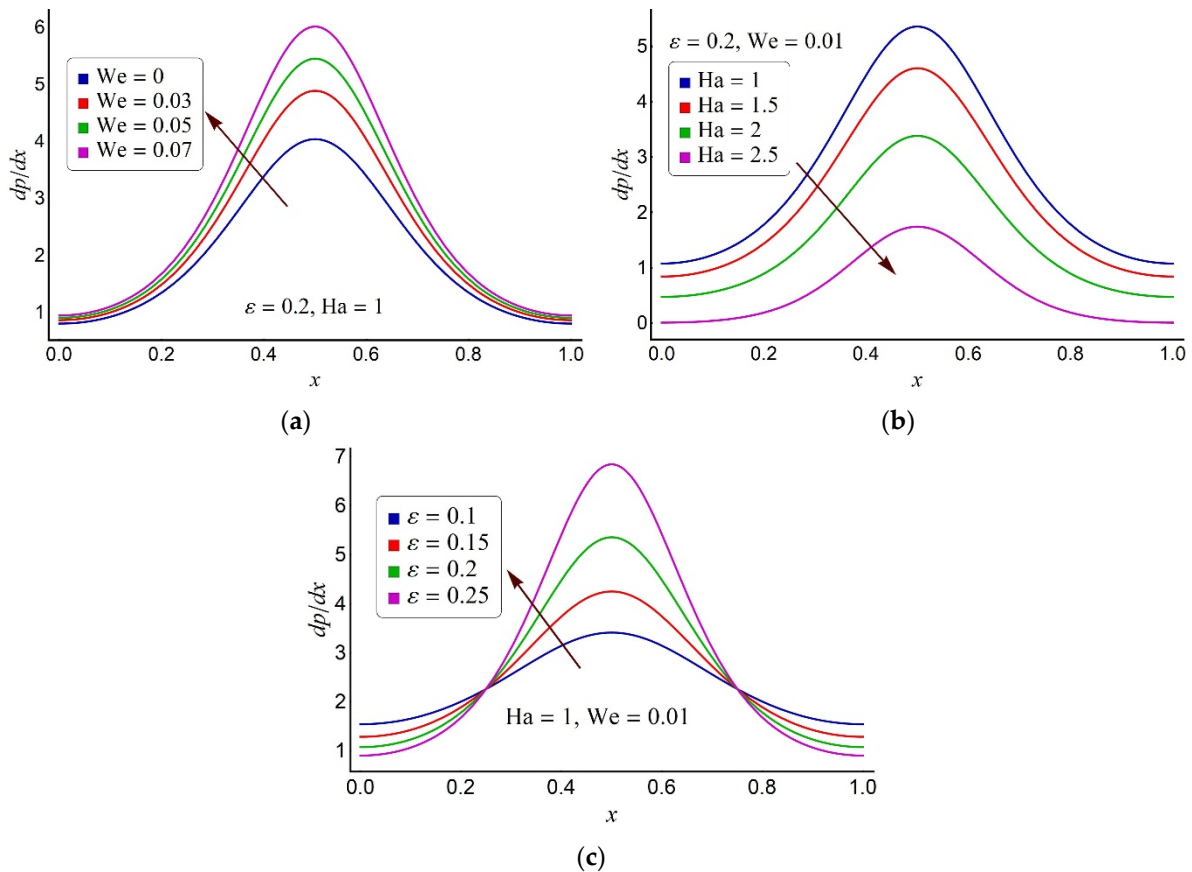 6
5
4
3
2
1
dp/dx
We = 0
We = 0.03
We = 0.05
We = 0.07
ε = 0.2, Ha = 1
0.0 0.2 0.4 0.6 0.8 1.0
x
(a)
5
4
3
2
1
0
dp/dx
ε = 0.2, We = 0.01
Ha = 1
Ha = 1.5
Ha = 2
Ha = 2.5
0.0 0.2 0.4 0.6 0.8 1.0
x
(b)
7
6
5
4
3
2
1
dp/dx
ε = 0.1
ε = 0.15
ε = 0.2
ε = 0.25
Ha = 1, We = 0.01
0.0 0.2 0.4 0.6 0.8 1.0
x
(c)